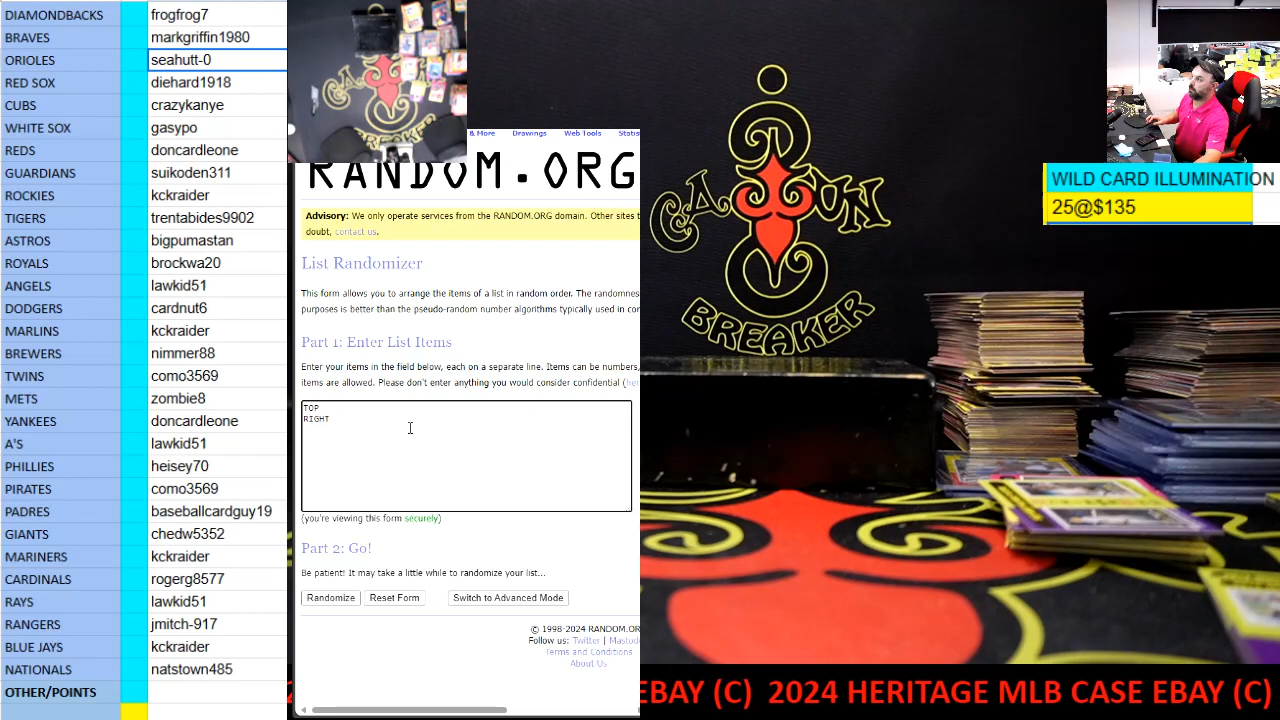 DIAMONDBACKS frogfrog7
BRAVES markgriffin1980
ORIOLES seahutt-0
RED SOX diehard1918
CUBS crazykanye
WHITE SOX gasypo
REDS doncardleone
GUARDIANS suikoden311
ROCKIES kckraider
TIGERS trentabides9902
ASTROS bigpumastan
ROYALS brockwa20
ANGELS lawkid51
DODGERS cardnut6
MARLINS kckraider
BREWERS nimmer88
TWINS como3569
METS zombie8
YANKEES doncardleone
A'S lawkid51
PHILLIES heisey70
PIRATES como3569
PADRES baseballcardguy19
GIANTS chedw5352
MARINERS kckraider
CARDINALS rogerg8577
RAYS lawkid51
RANGERS jmitch-917
BLUE JAYS kckraider
NATIONALS natstown485
OTHER/POINTS
& More Drawings Web Tools Statis
RANDOM.ORG
Advisory: We only operate services from the RANDOM.ORG domain. Other sites t
doubt, contact us.
List Randomizer
This form allows you to arrange the items of a list in random order. The randomnes
purposes is better than the pseudo-random number algorithms typically used in cor
Part 1: Enter List Items
Enter your items in the field below, each on a separate line. Items can be numbers,
items are allowed. Please don't enter anything you would consider confidential (her
TOP
RIGHT
(you're viewing this form securely)
Part 2: Go!
Be patient! It may take a little while to randomize your list...
Randomize Reset Form Switch to Advanced Mode
© 1998-2024 RANDOM.OR
Follow us: Twitter | Mastod
Terms and Conditions
About Us
CAJUN
BREAKER
WILD CARD ILLUMINATION
25@$135
EBAY (C) 2024 HERITAGE MLB CASE EBAY (C)